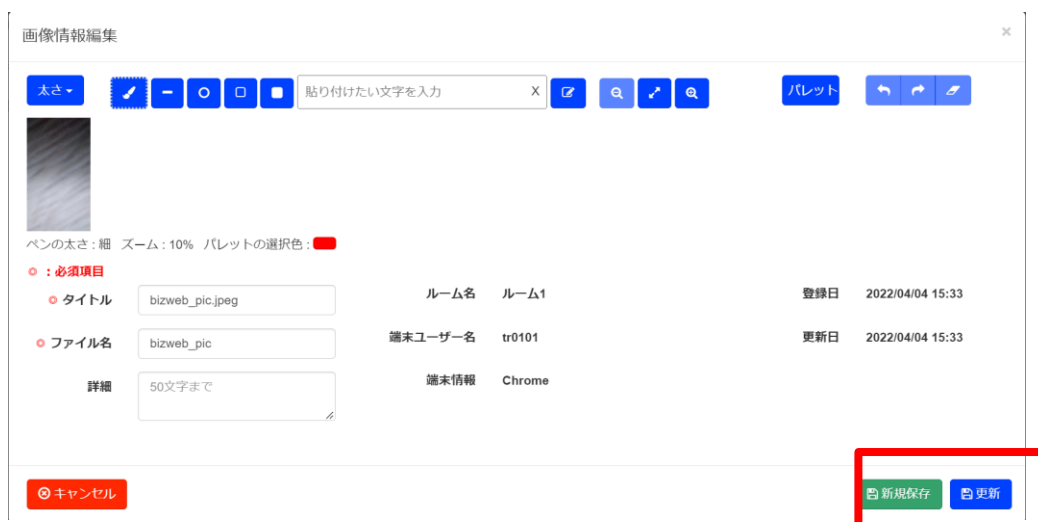 画像情報編集
×
太さ
貼り付けたい文字を入力 X
パレット
ペンの太さ : 細 ズーム : 10% パレットの選択色 :
：必須項目
タイトル bizweb_pic.jpeg ルーム名 ルーム1 登録日 2022/04/04 15:33
ファイル名 bizweb_pic 端末ユーザー名 tr0101 更新日 2022/04/04 15:33
詳細 50文字まで 端末情報 Chrome
キャンセル 新規保存 更新